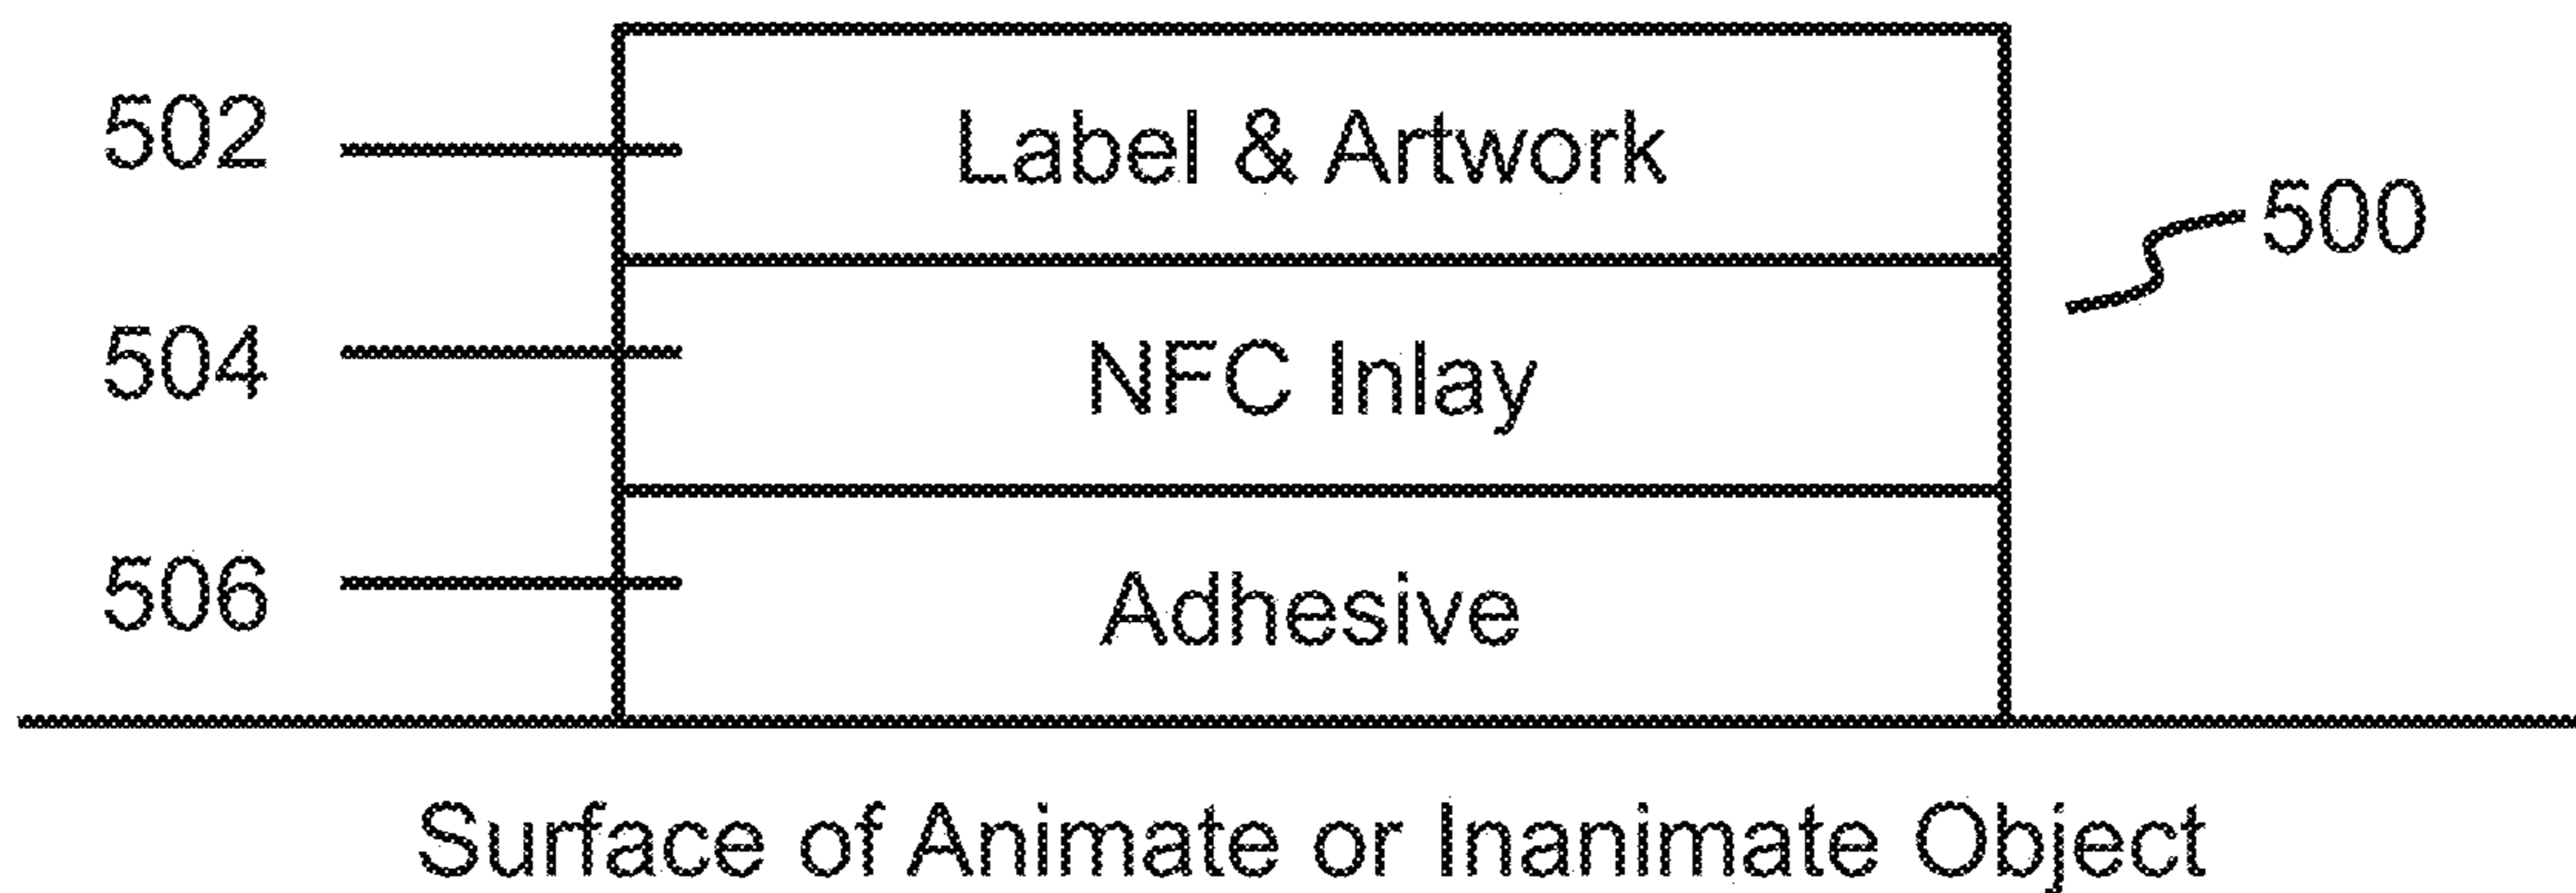 502 Label & Artwork
500
504 NFC Inlay
506 Adhesive
Surface of Animate or Inanimate Object